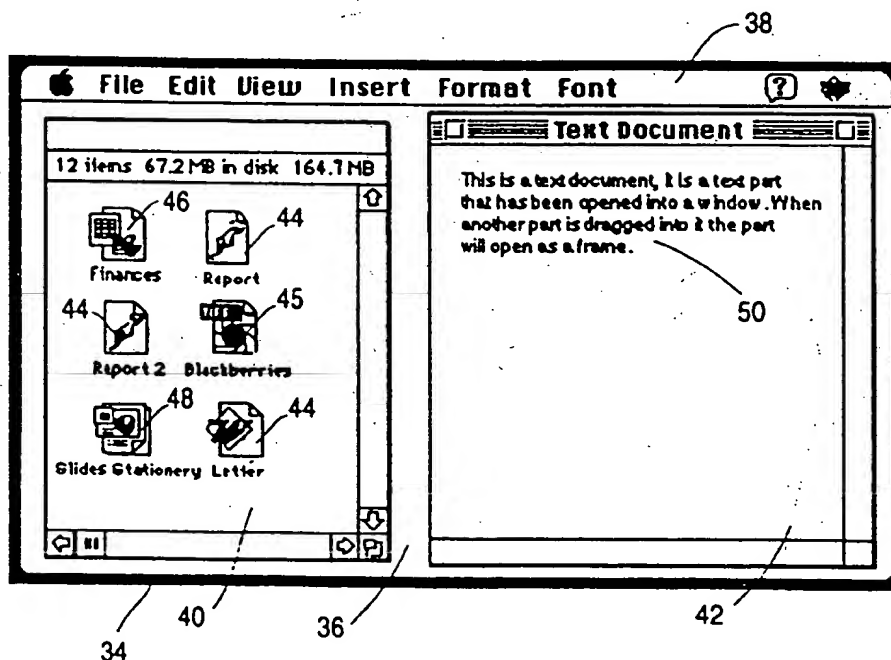 38
File Edit View Insert Format Font ?
Text Document
12 items 67.2 MB in disk 164.7 MB
This is a text document, it is a text part
that has been opened into a window. When
another part is dragged into it the part
will open as a frame.
46
44
Finances
Report
44
45
50
Report 2
Blackberries
48
44
Slides Stationery
Letter
34
40
36
42